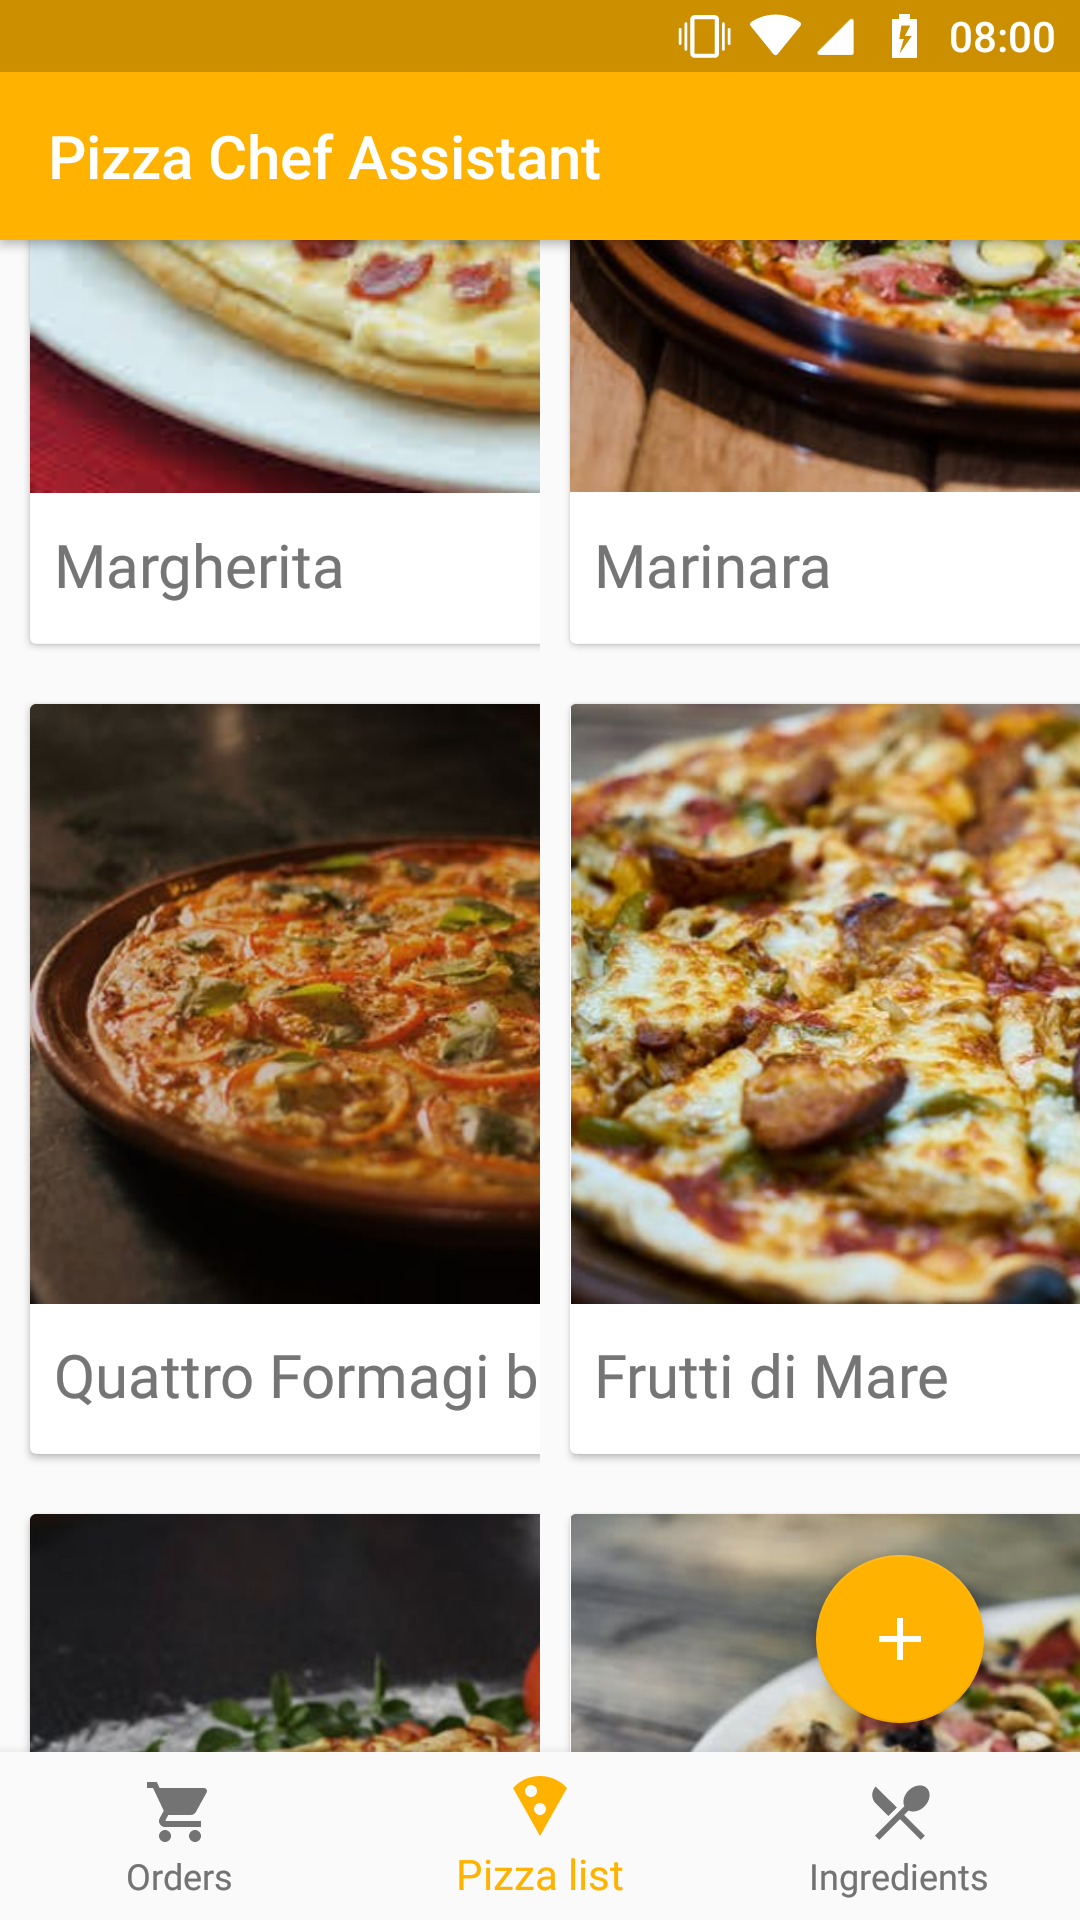 08:00
Pizza Chef Assistant
Margherita
Marinara
Quattro Formagi b
Frutti di Mare
Orders
Pizza list
Ingredients